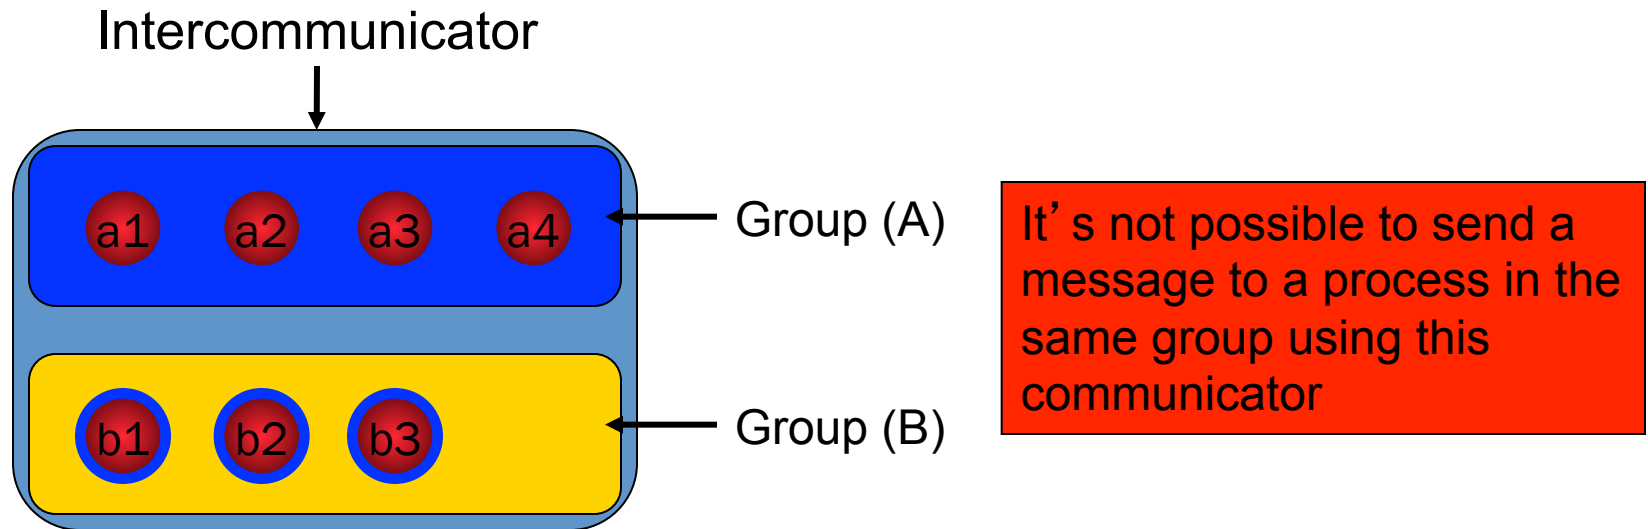 Intercommunicator
a1 a2 a3 a4
Group (A)
b1 b2 b3
Group (B)
It’s not possible to send a
message to a process in the
same group using this
communicator